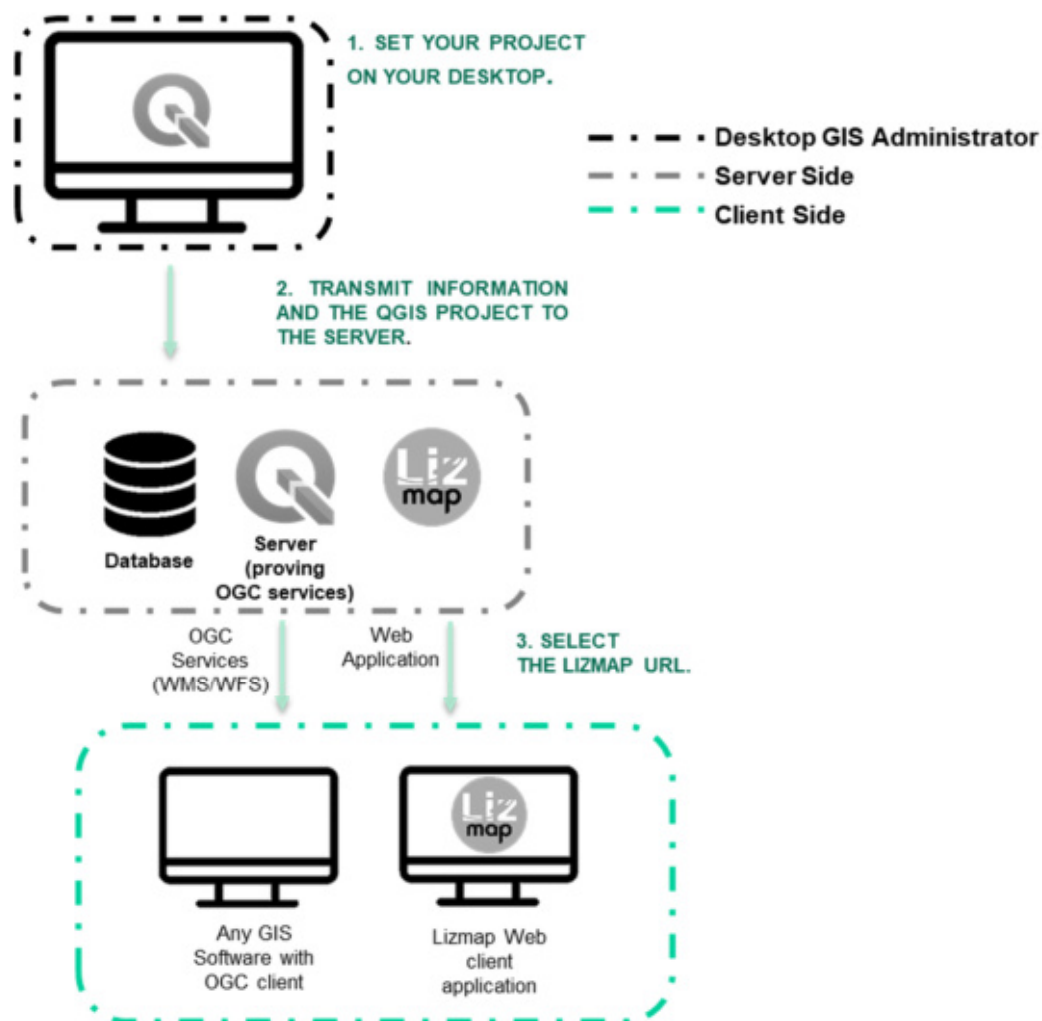 1. SET YOUR PROJECT
ON YOUR DESKTOP.
Desktop GIS Administrator
Server Side
Client Side
2. TRANSMIT INFORMATION
AND THE QGIS PROJECT TO
THE SERVER.
Database
Server
(proving
OGC services)
Liz
map
OGC
Services
(WMS/WFS)
Web
Application
3. SELECT
THE LIZMAP URL.
Liz
map
Any GIS
Software with
OGC client
Lizmap Web
client
application